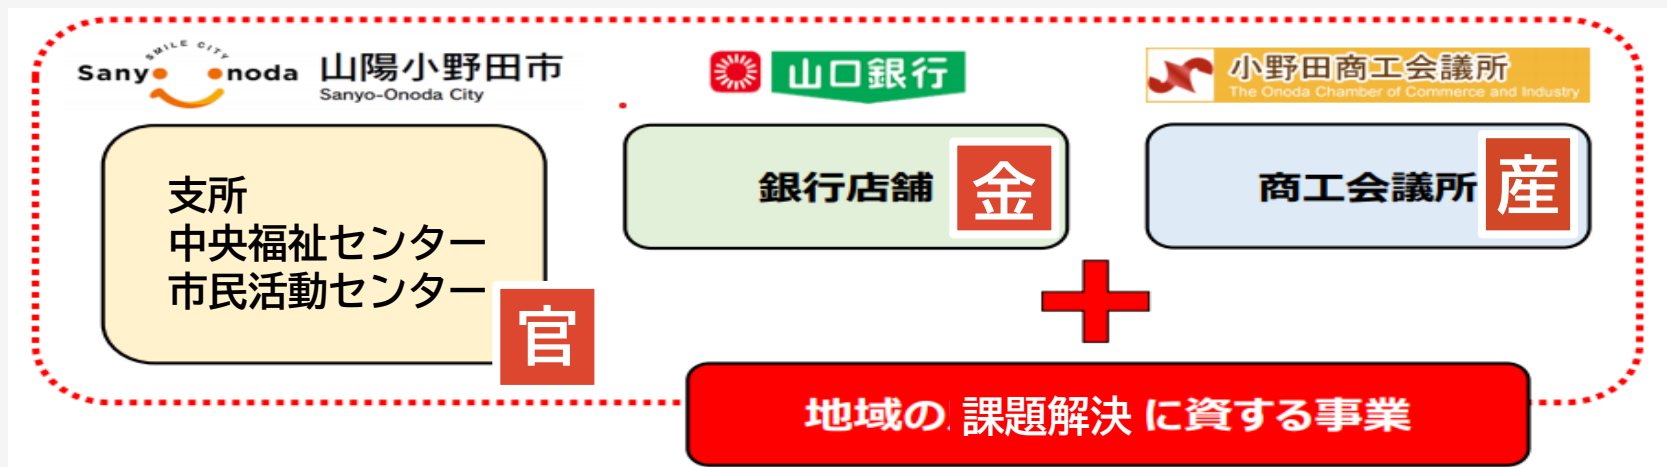 SMILE CITY
Sanyo onoda
山陽小野田市
Sanyo-Onoda City
山口銀行
小野田商工会議所
The Onoda Chamber of Commerce and Industry
支所
中央福祉センター
市民活動センター
官
銀行店舗
金
商工会議所
産
地域の課題解決に資する事業